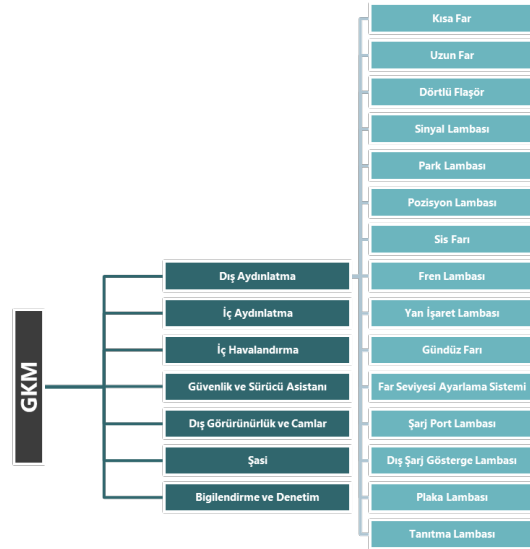 GKM
Dış Aydınlatma
İç Aydınlatma
İç Havalandırma
Güvenlik ve Sürücü Asistanı
Dış Görürünürlük ve Camlar
Şasi
Bigilendirme ve Denetim
Kısa Far
Uzun Far
Dörtlü Flaşör
Sinyal Lambası
Park Lambası
Pozisyon Lambası
Sis Farı
Fren Lambası
Yan İşaret Lambası
Gündüz Farı
Far Seviyesi Ayarlama Sistemi
Şarj Port Lambası
Dış Şarj Gösterge Lambası
Plaka Lambası
Tanıtma Lambası